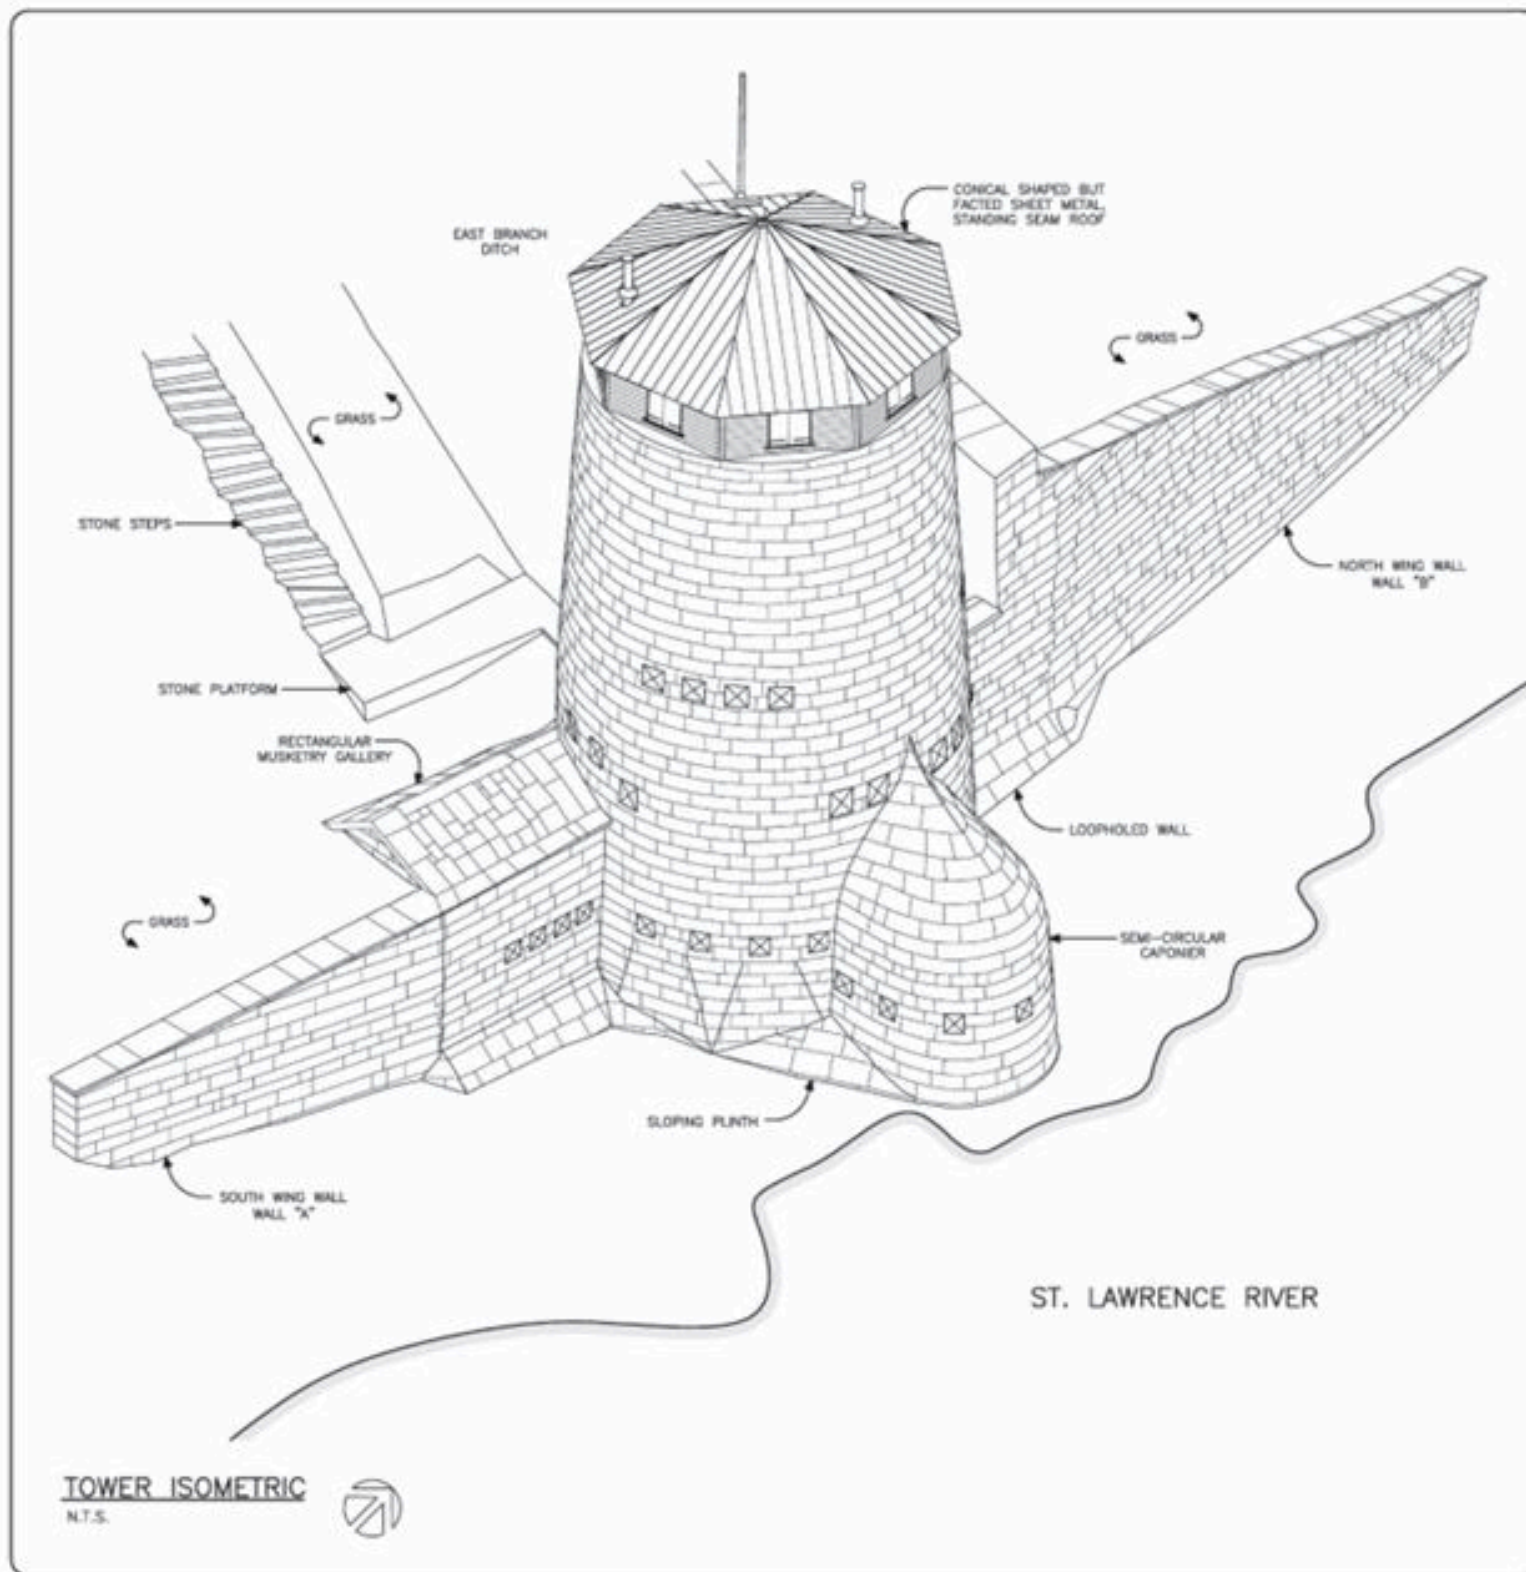 CONICAL SHAPED BUT
FACTED SHEET METAL,
STANDING SEAM ROOF
EAST BRANCH
DITCH
GRASS
GRASS
STONE STEPS
NORTH WING WALL
WALL "B"
STONE PLATFORM
RECTANGULAR
MUSKETRY GALLERY
LOOPHOLED WALL
GRASS
SEMI-CIRCULAR
CAPONIER
SLOPING PLINTH
SOUTH WING WALL
WALL "A"
ST. LAWRENCE RIVER
TOWER ISOMETRIC
N.T.S.